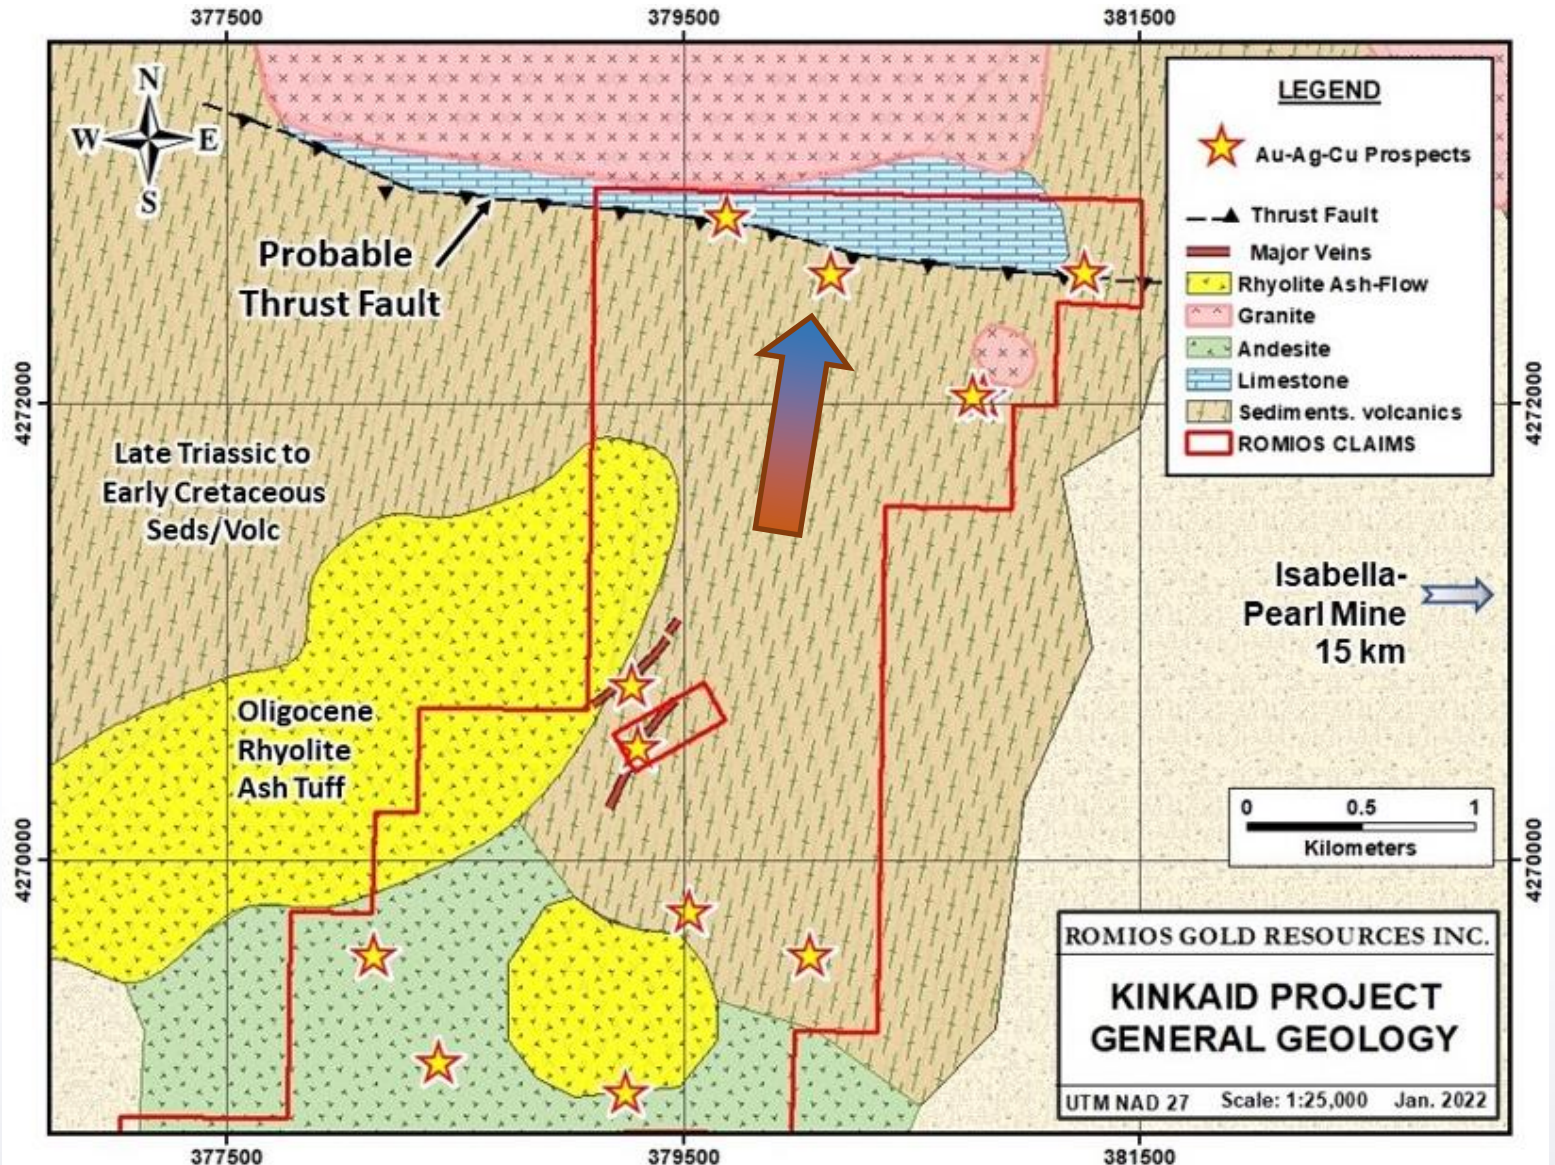 377500
379500
381500
N
W
E
S
Probable
Thrust Fault
LEGEND
Au-Ag-Cu Prospects
Thrust Fault
Major Veins
Rhyolite Ash-Flow
Granite
Andesite
Limestone
Sediments. volcanics
ROMIOS CLAIMS
4272000
4272000
Late Triassic to
Early Cretaceous
Seds/Volc
Isabella-
Pearl Mine
15 km
Oligocene
Rhyolite
Ash Tuff
0 0.5 1
Kilometers
4270000
4270000
ROMIOS GOLD RESOURCES INC.
KINKAID PROJECT
GENERAL GEOLOGY
UTM NAD 27 Scale: 1:25,000 Jan. 2022
377500
379500
381500